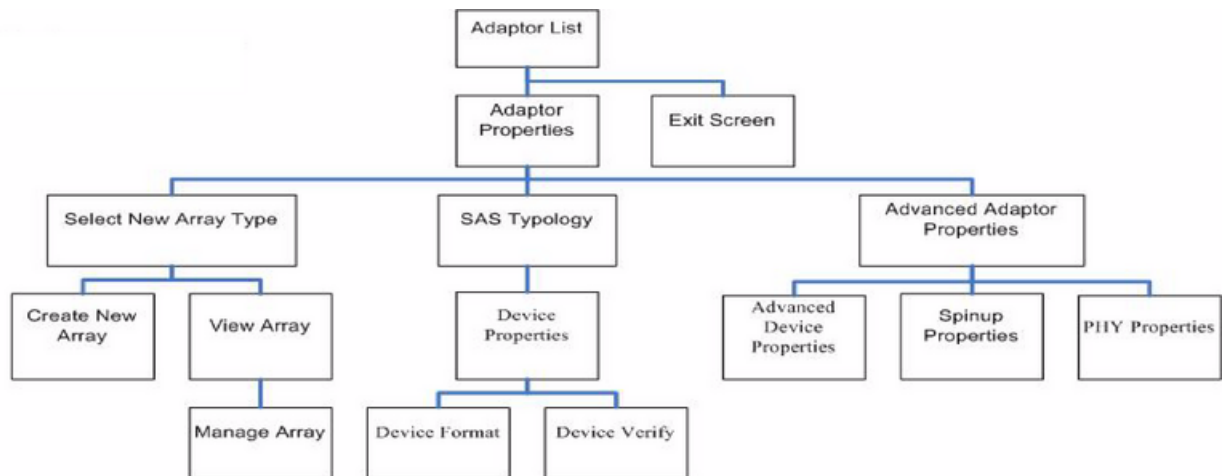 Adaptor List
Adaptor
Properties
Exit Screen
Select New Array Type
SAS Typology
Advanced Adaptor
Properties
Create New
Array
View Array
Device
Properties
Advanced
Device
Properties
Spinup
Properties
PHY Properties
Manage Array
Device Format
Device Verify